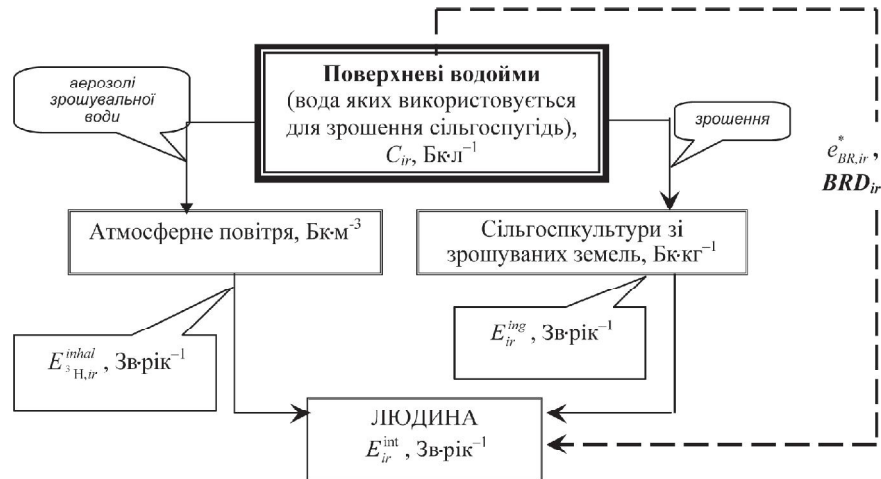 Поверхневі водойми
(вода яких використовується
для зрошення сільгоспугідь),
C_ir, Бк·л⁻¹
аерозолі
зрошувальної
води
зрошення
e*_BR,ir ,
BRD_ir
Атмосферне повітря, Бк·м⁻³
Сільгоспкультури зі
зрошуваних земель, Бк·кг⁻¹
E^inhal_³H,ir , Зв·рік⁻¹
E^ing_ir , Зв·рік⁻¹
ЛЮДИНА
E^int_ir , Зв·рік⁻¹